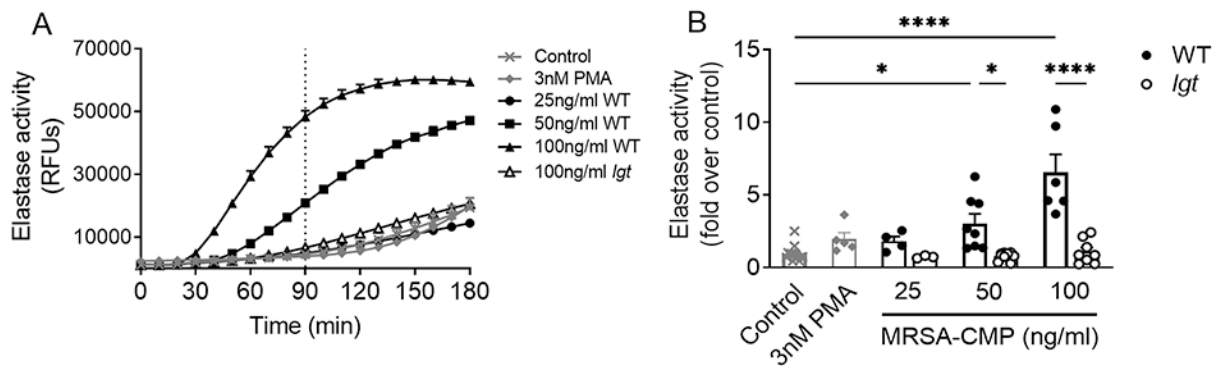 A
Elastase activity
(RFUs)
70000
50000
30000
10000
0 30 60 90 120 150 180
Time (min)
Control
3nM PMA
25ng/ml WT
50ng/ml WT
100ng/ml WT
100ng/ml lgt
B
Elastase activity
(fold over control)
15
10
5
0
****
* * ****
WT
lgt
Control 3nM PMA 25 50 100
MRSA-CMP (ng/ml)